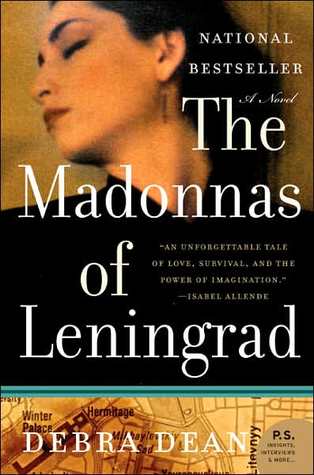 NATIONAL
BESTSELLER
A Novel
The
Madonnas
of
Leningrad
"AN UNFORGETTABLE TALE
OF LOVE, SURVIVAL, AND THE
POWER OF IMAGINATION."
—ISABEL ALLENDE
Hermitage
Winter
Palace
DEBRA DEAN
P.S.
INSIGHTS,
INTERVIEWS
& MORE...